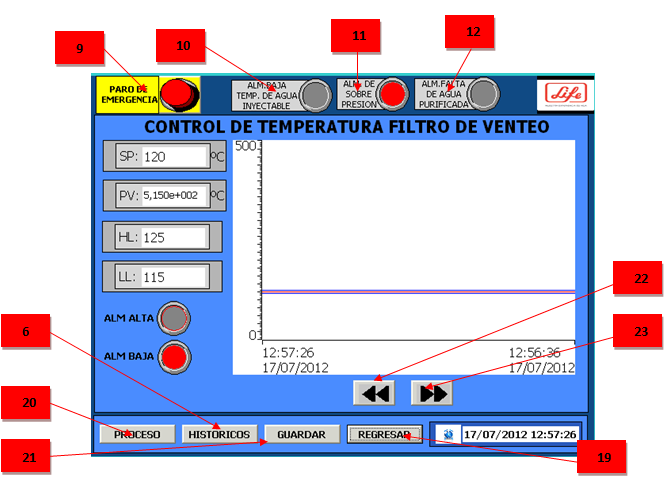 9
10
11
12
PARO DE
EMERGENCIA
ALM.BAJA
TEMP. DE AGUA
INYECTABLE
ALM. DE
SOBRE
PRESION
ALM.FALTA
DE AGUA
PURIFICADA
Life
CONTROL DE TEMPERATURA FILTRO DE VENTEO
SP: 120 ºC
PV: 5,150e+002 ºC
HL: 125
LL: 115
500
0
ALM ALTA
ALM BAJA
12:57:26
17/07/2012
12:56:36
17/07/2012
22
23
6
20
21
19
PROCESO
HISTORICOS
GUARDAR
REGRESAR
17/07/2012 12:57:26